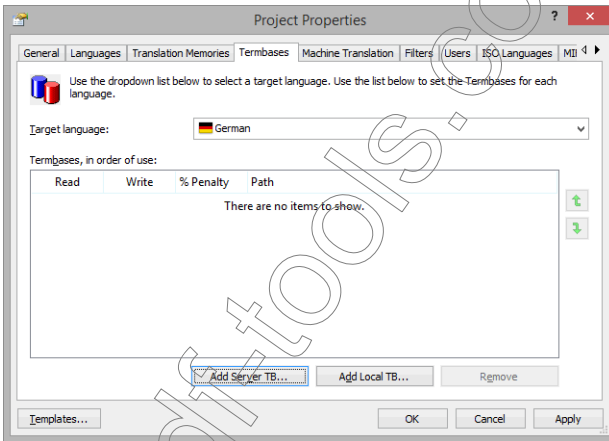 Project Properties
?
General Languages Translation Memories Termbases Machine Translation Filters Users ISO Languages
Use the dropdown list below to select a target language. Use the list below to set the Termbases for each
language.
Target language: German
Termbases, in order of use:
Read Write % Penalty Path
There are no items to show.
Add Server TB... Add Local TB... Remove
Templates... OK Cancel Apply